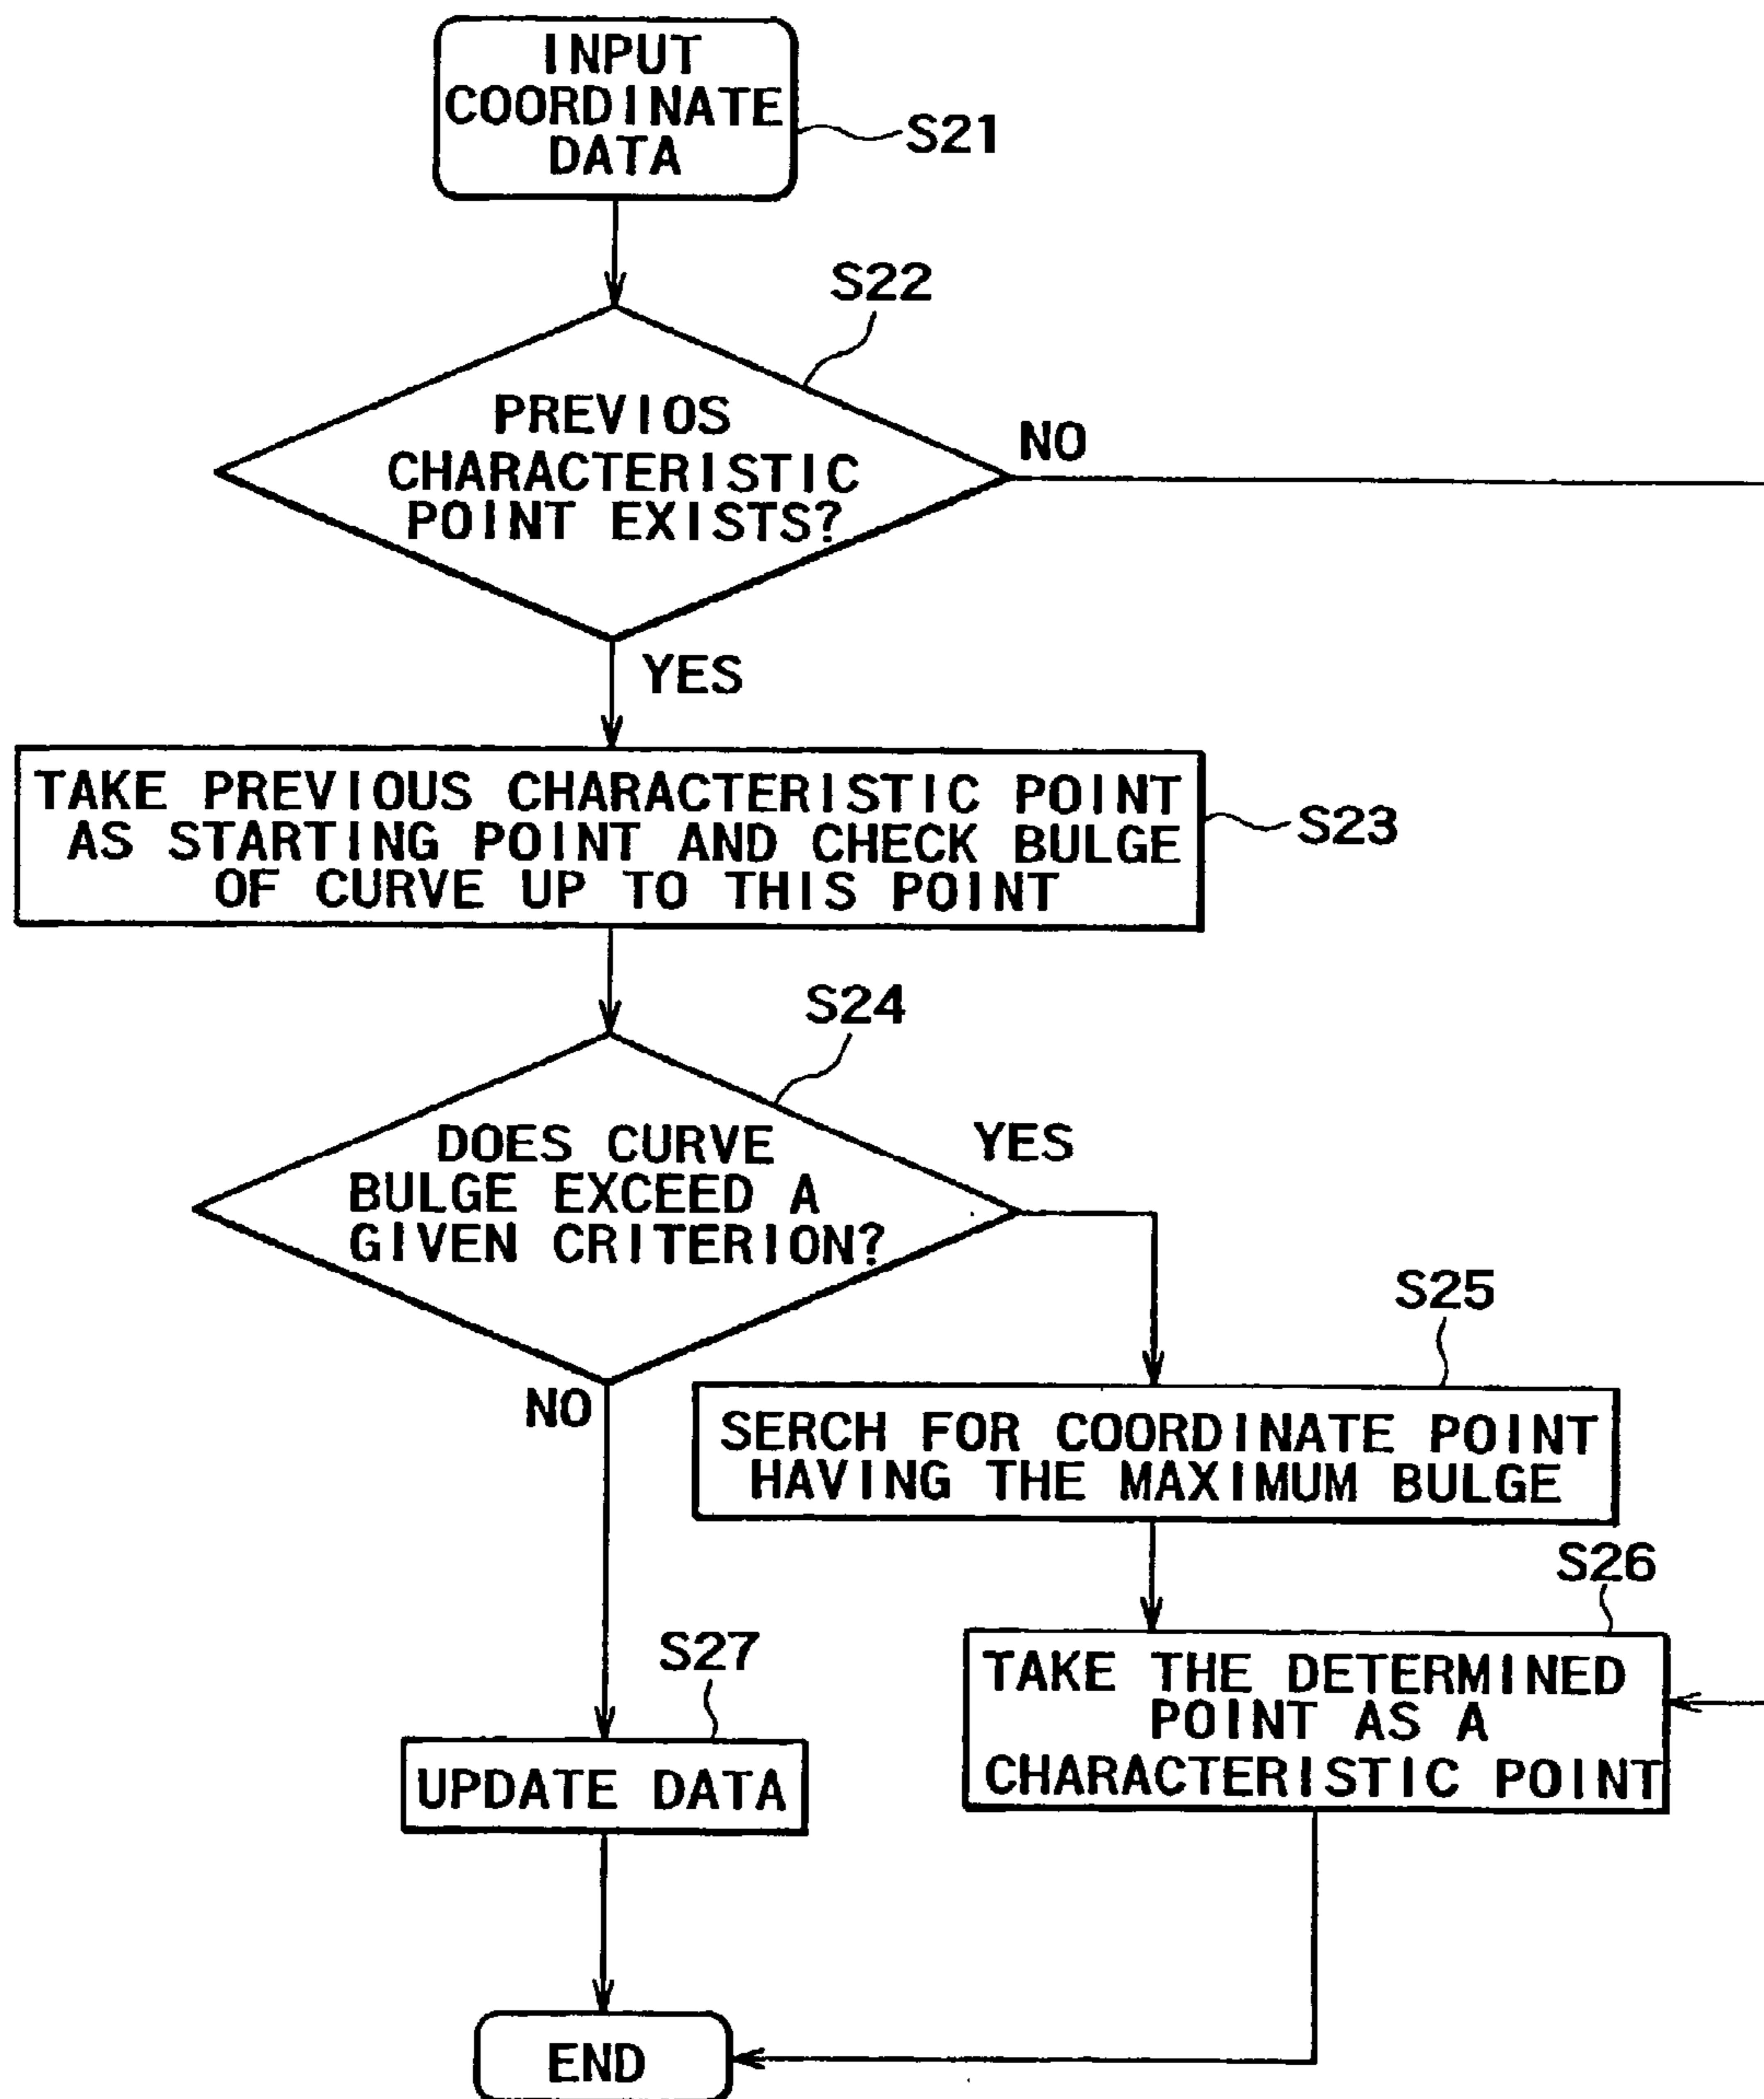 INPUT
COORDINATE
DATA
S21
S22
PREVIOS
CHARACTERISTIC
POINT EXISTS?
NO
YES
TAKE PREVIOUS CHARACTERISTIC POINT
AS STARTING POINT AND CHECK BULGE
OF CURVE UP TO THIS POINT
S23
S24
DOES CURVE
BULGE EXCEED A
GIVEN CRITERION?
YES
NO
S25
SERCH FOR COORDINATE POINT
HAVING THE MAXIMUM BULGE
S26
TAKE THE DETERMINED
POINT AS A
CHARACTERISTIC POINT
S27
UPDATE DATA
END